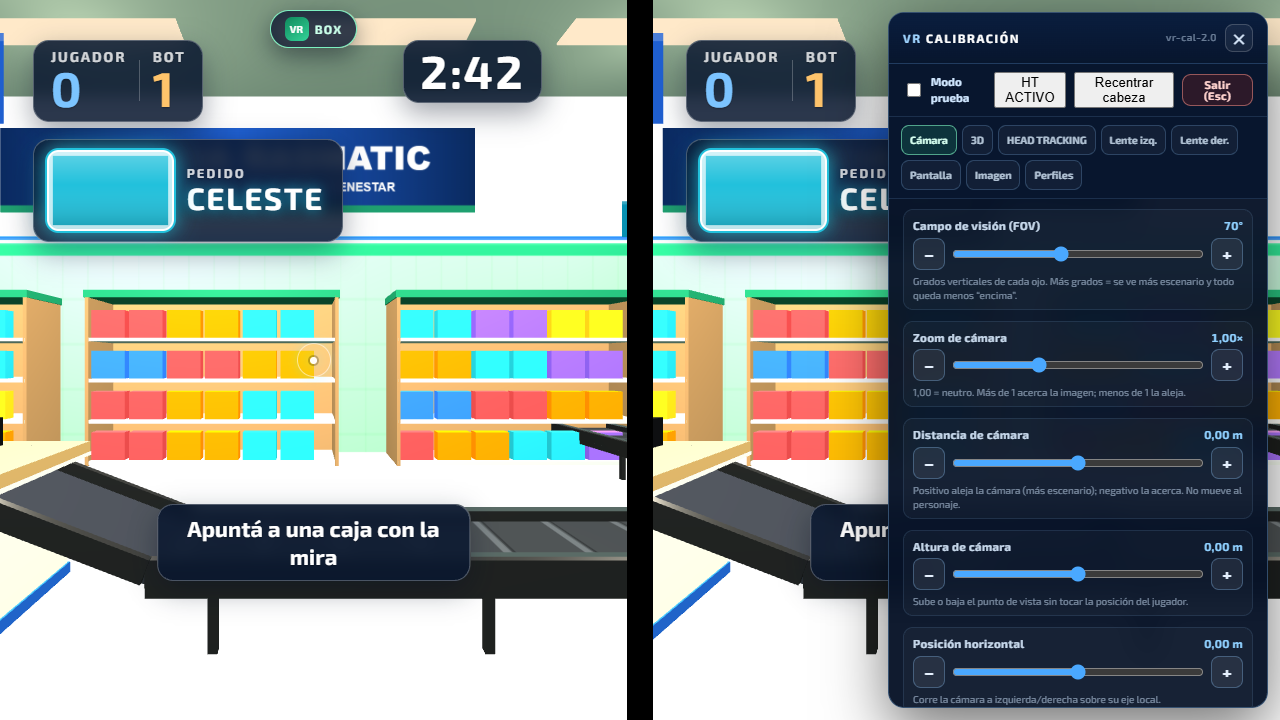 VR BOX
JUGADOR BOT
0 1
2:42
MATIC
ENESTAR
PEDIDO
CELESTE
Apuntá a una caja con la
mira
JUGADOR BOT
0 1
PEDID
CEL
Apun
VR CALIBRACIÓN
vr-cal-2.0
Modo
prueba
HT
ACTIVO
Recentrar
cabeza
Salir
(Esc)
Cámara
3D
HEAD TRACKING
Lente izq.
Lente der.
Pantalla
Imagen
Perfiles
Campo de visión (FOV) 70°
Grados verticales de cada ojo. Más grados = se ve más escenario y todo
queda menos "encima".
Zoom de cámara 1,00×
1,00 = neutro. Más de 1 acerca la imagen; menos de 1 la aleja.
Distancia de cámara 0,00 m
Positivo aleja la cámara (más escenario); negativo la acerca. No mueve al
personaje.
Altura de cámara 0,00 m
Sube o baja el punto de vista sin tocar la posición del jugador.
Posición horizontal 0,00 m
Corre la cámara a izquierda/derecha sobre su eje local.